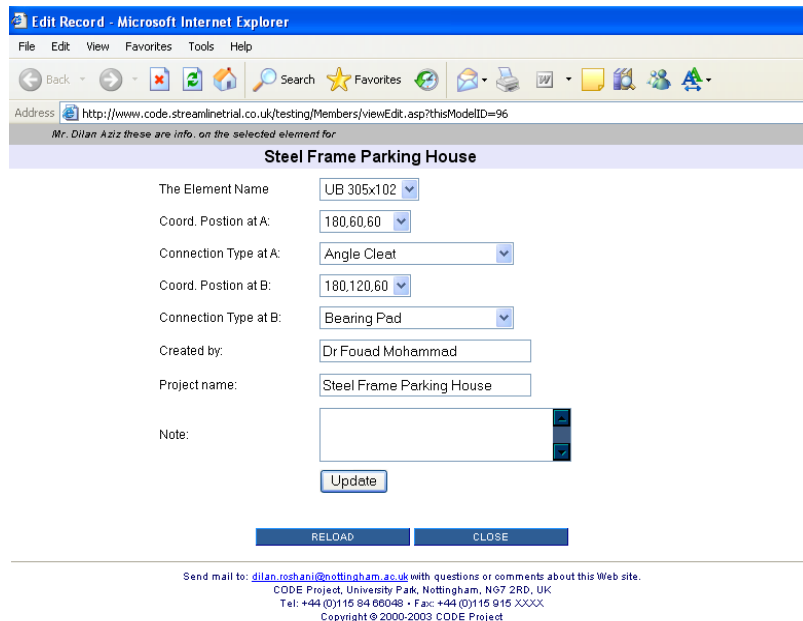 Edit Record - Microsoft Internet Explorer
File Edit View Favorites Tools Help
Back Search Favorites
Address http://www.code.streamlinetrial.co.uk/testing/Members/viewEdit.asp?thisModelID=96
Mr. Dilan Aziz these are info. on the selected element for
Steel Frame Parking House
The Element Name UB 305x102
Coord. Postion at A: 180,60,60
Connection Type at A: Angle Cleat
Coord. Postion at B: 180,120,60
Connection Type at B: Bearing Pad
Created by: Dr Fouad Mohammad
Project name: Steel Frame Parking House
Note:
Update
RELOAD CLOSE
Send mail to: dilan.roshani@nottingham.ac.uk with questions or comments about this Web site.
CODE Project, University Park, Nottingham, NG7 2RD, UK
Tel: +44 (0)115 84 66048 • Fax: +44 (0)115 915 XXXX
Copyright © 2000-2003 CODE Project